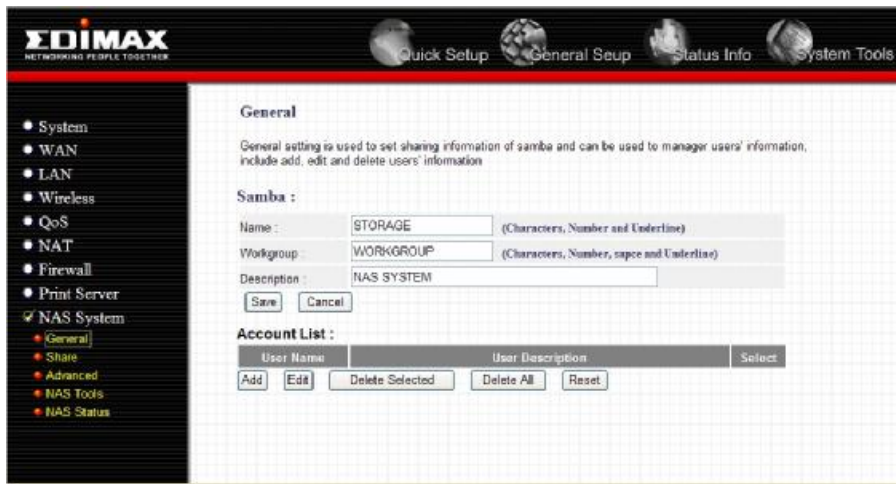 EDIMAX
NETWORKING PEOPLE TOGETHER
Quick Setup
General Seup
Status Info
System Tools
System
WAN
LAN
Wireless
QoS
NAT
Firewall
Print Server
NAS System
General
Share
Advanced
NAS Tools
NAS Status
General
General setting is used to set sharing information of samba and can be used to manager users' information,
include add, edit and delete users' information
Samba :
Name : STORAGE (Characters, Number and Underline)
Workgroup : WORKGROUP (Characters, Number, sapce and Underline)
Description : NAS SYSTEM
Save Cancel
Account List :
User Name User Description Select
Add Edit Delete Selected Delete All Reset